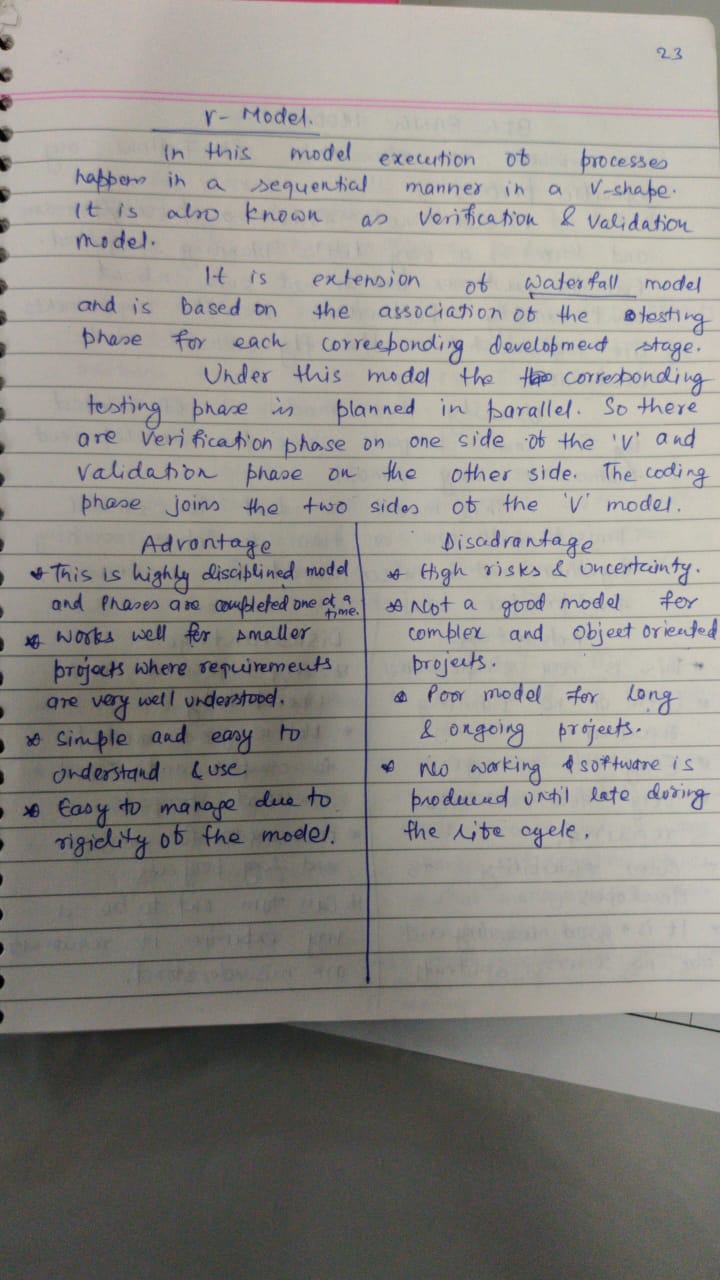 23
V- Model.
In this model execution of processes
happens in a sequential manner in a V-shape.
It is also known as Verification & Validation
model.
It is extension of Waterfall model
and is based on the association of the testing
phase for each correeponding development stage.
Under this model the corresponding
testing phase is planned in parallel. So there
are Verification phase on one side of the 'V' and
Validation phase on the other side. The coding
phase joins the two sides of the 'V' model.
Advantage
* This is highly disciplined model
and Phases are completed one at a time.
* Works well for smaller
projects where requirements
are very well understood.
* Simple and easy to
understand & use
* Easy to manage due to
rigidity of the model.
Disadvantage
* High risks & Uncertainty.
* Not a good model for
complex and Object Oriented
projects.
* Poor model for long
& ongoing projects.
* No working software is
produced until late during
the life cycle.